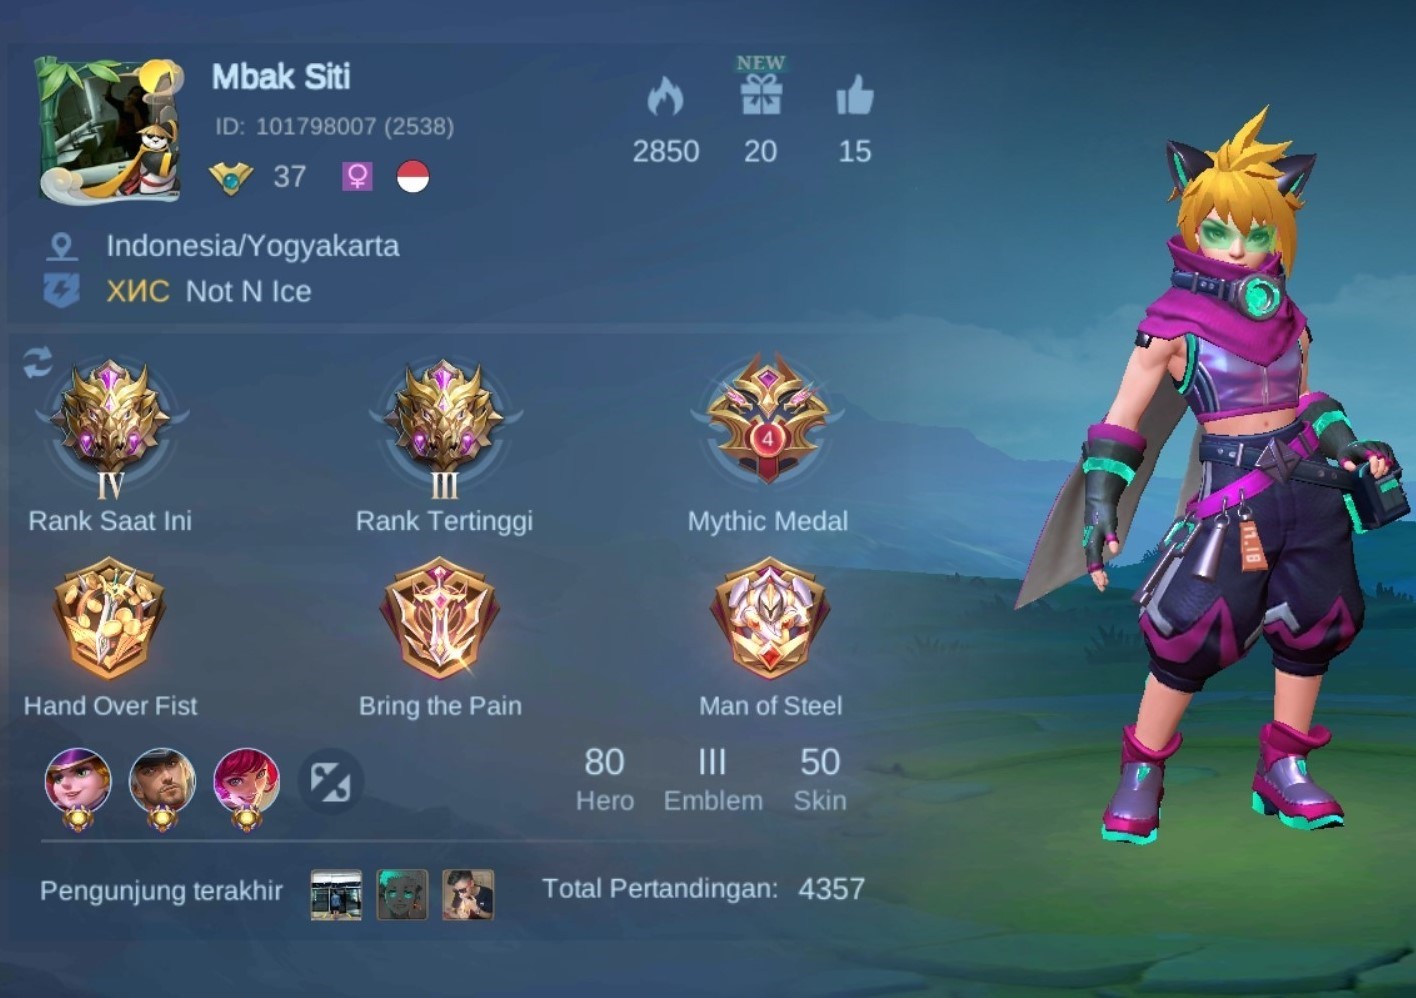 Mbak Siti
ID: 101798007 (2538)
37
NEW
2850 20 15
Indonesia/Yogyakarta
ХИС Not N Ice
IV
Rank Saat Ini
III
Rank Tertinggi
4
Mythic Medal
Hand Over Fist
Bring the Pain
Man of Steel
80 III 50
Hero Emblem Skin
Pengunjung terakhir
Total Pertandingan: 4357